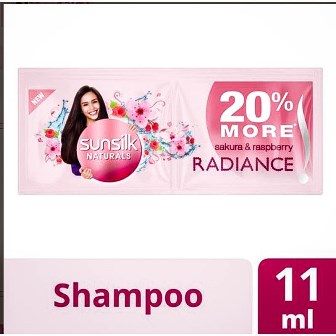 NEW
sunsilk
NATURALS
20%
MORE
sakura & raspberry
RADIANCE
Shampoo
11
ml